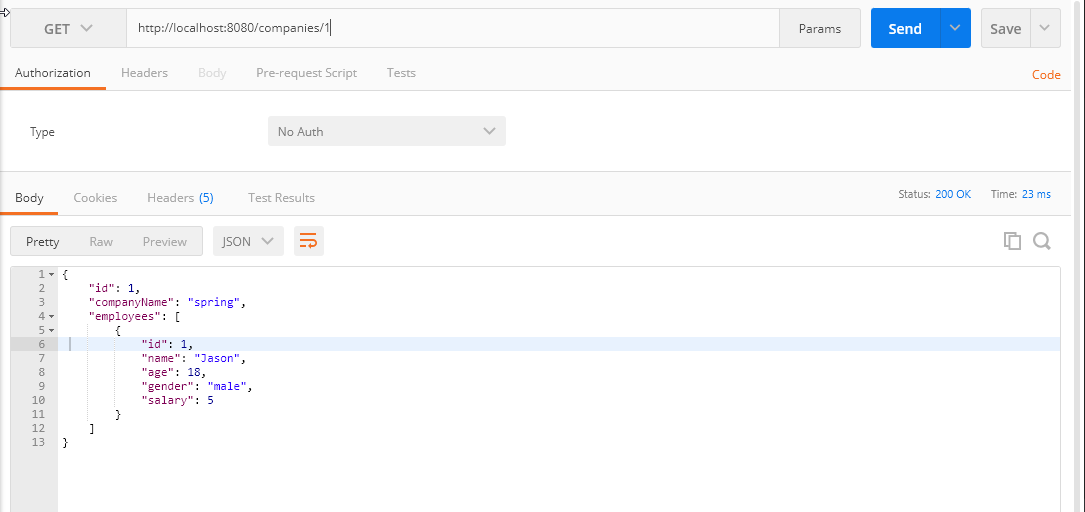 GET http://localhost:8080/companies/1 Params Send Save
Authorization Headers Body Pre-request Script Tests Code
Type No Auth
Body Cookies Headers (5) Test Results Status: 200 OK Time: 23 ms
Pretty Raw Preview JSON
1 {
2 "id": 1,
3 "companyName": "spring",
4 "employees": [
5 {
6 "id": 1,
7 "name": "Jason",
8 "age": 18,
9 "gender": "male",
10 "salary": 5
11 }
12 ]
13 }